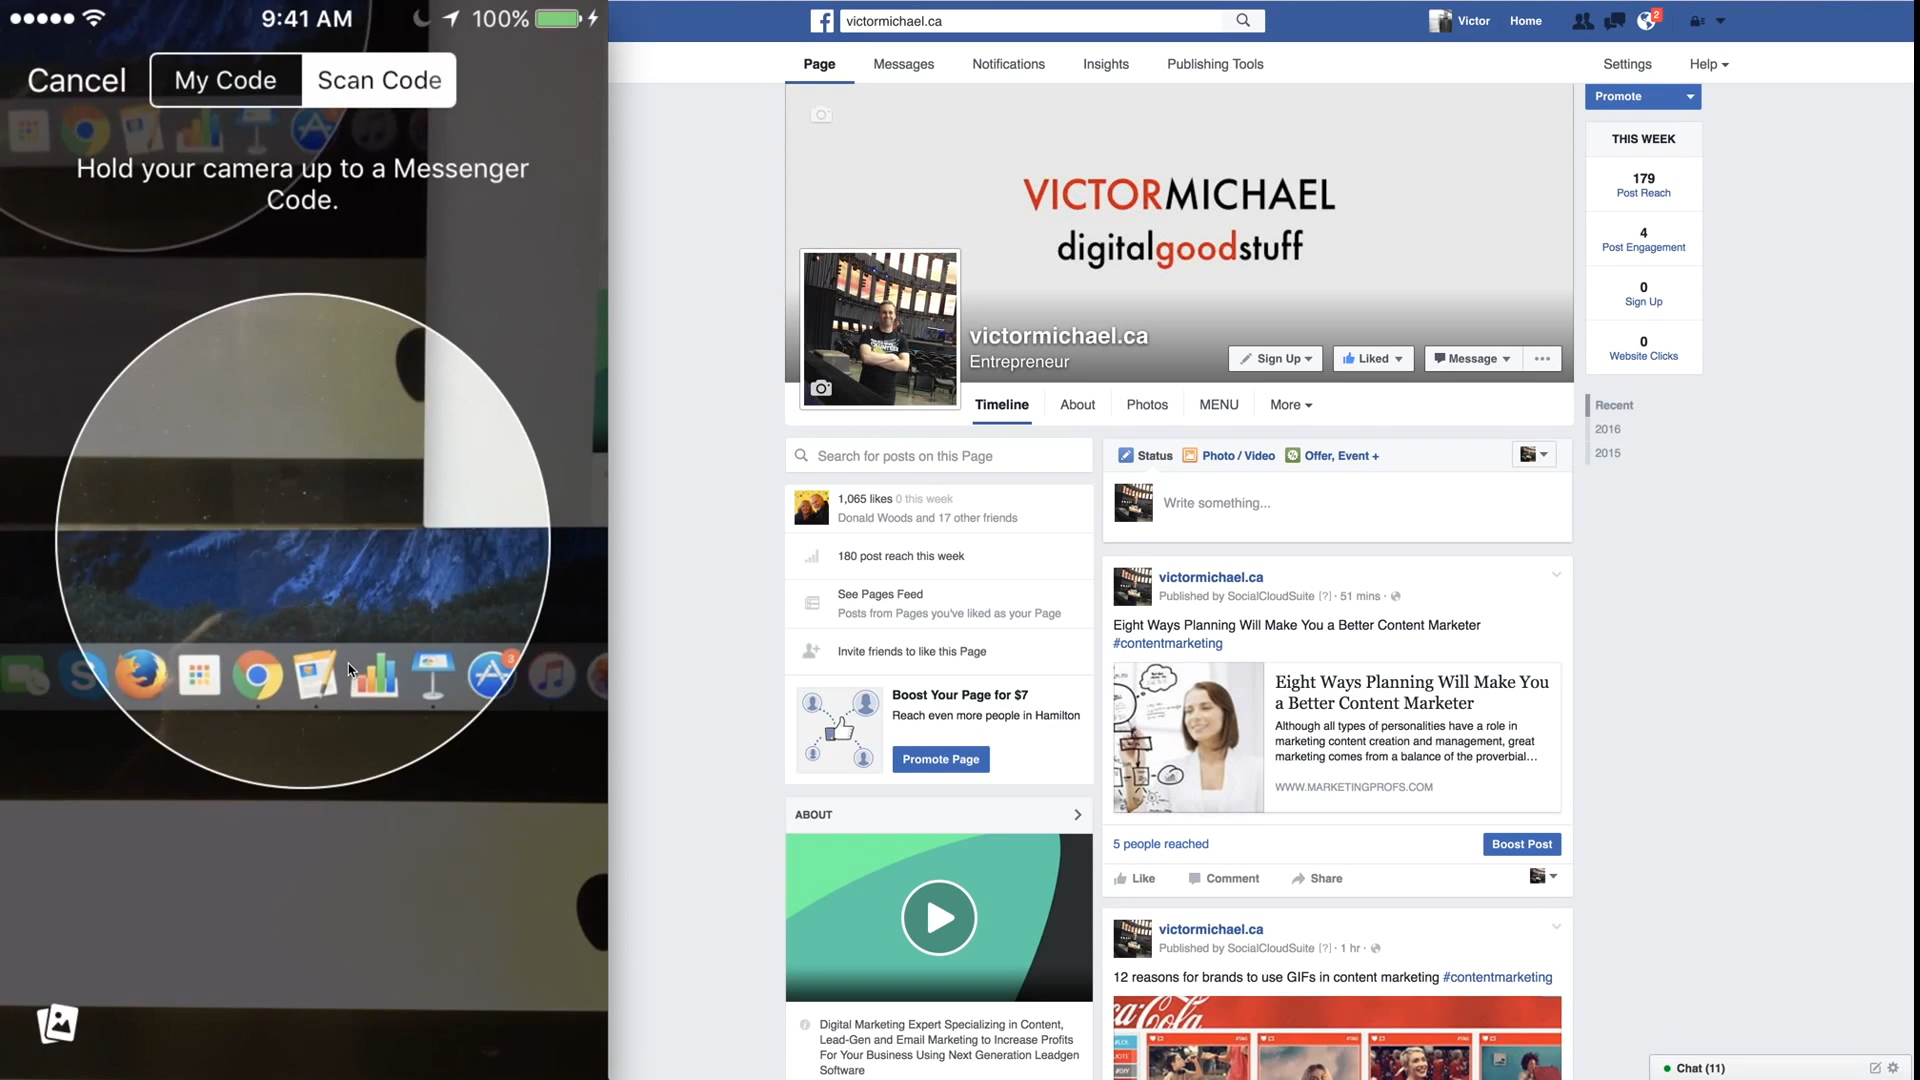 9:41 AM
100%
Cancel
My Code
Scan Code
Hold your camera up to a Messenger
Code.
3
victormichael.ca
Victor
Home
2
Page
Messages
Notifications
Insights
Publishing Tools
Settings
Help
Promote
THIS WEEK
179
Post Reach
4
Post Engagement
0
Sign Up
0
Website Clicks
Recent
2016
2015
VICTORMICHAEL
digitalgoodstuff
victormichael.ca
Entrepreneur
Sign Up
Liked
Message
Timeline
About
Photos
MENU
More
Search for posts on this Page
1,065 likes 0 this week
Donald Woods and 17 other friends
180 post reach this week
See Pages Feed
Posts from Pages you've liked as your Page
Invite friends to like this Page
Boost Your Page for $7
Reach even more people in Hamilton
Promote Page
ABOUT
Digital Marketing Expert Specializing in Content,
Lead-Gen and Email Marketing to Increase Profits
For Your Business Using Next Generation Leadgen
Software
Status
Photo / Video
Offer, Event +
Write something...
victormichael.ca
Published by SocialCloudSuite [?] · 51 mins ·
Eight Ways Planning Will Make You a Better Content Marketer
#contentmarketing
Eight Ways Planning Will Make You
a Better Content Marketer
Although all types of personalities have a role in
marketing content creation and management, great
marketing comes from a balance of the proverbial...
WWW.MARKETINGPROFS.COM
5 people reached
Boost Post
Like
Comment
Share
victormichael.ca
Published by SocialCloudSuite [?] · 1 hr ·
12 reasons for brands to use GIFs in content marketing #contentmarketing
ca-Cola
Chat (11)